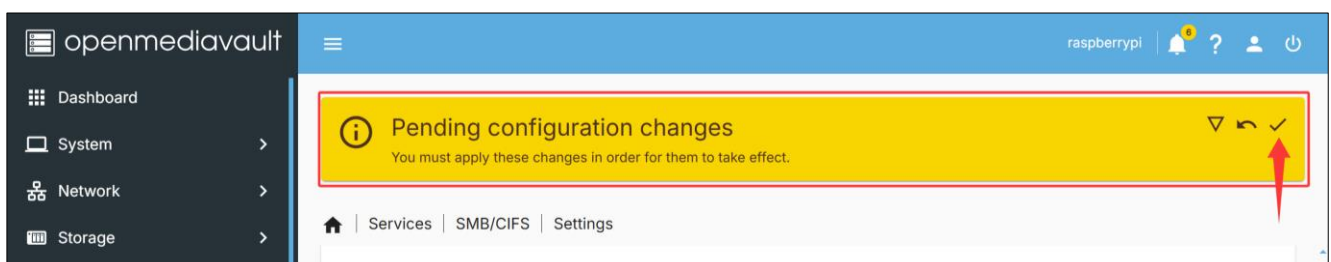 openmediavault
raspberrypi
6
?
Dashboard
System
Network
Storage
Pending configuration changes
You must apply these changes in order for them to take effect.
Services | SMB/CIFS | Settings